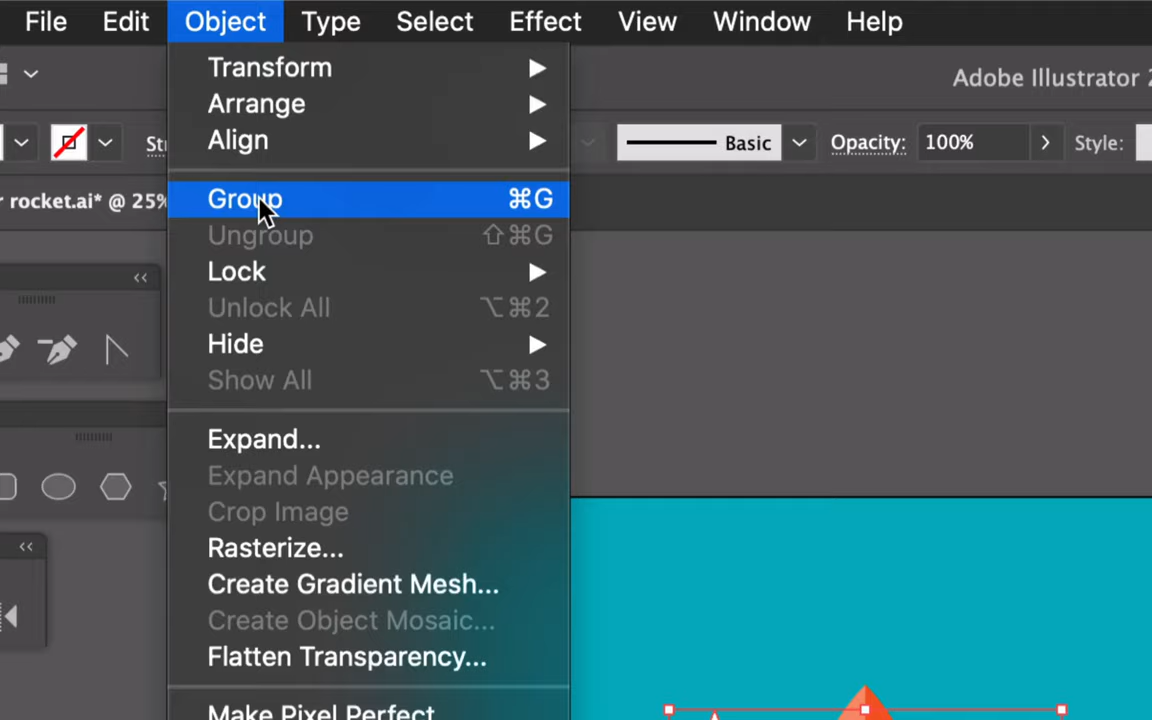 File Edit Object Type Select Effect View Window Help
Adobe Illustrator
Basic Opacity: 100% Style:
rocket.ai* @ 25%
Transform
Arrange
Align
Group ⌘G
Ungroup ⇧⌘G
Lock
Unlock All ⌥⌘2
Hide
Show All ⌥⌘3
Expand...
Expand Appearance
Crop Image
Rasterize...
Create Gradient Mesh...
Create Object Mosaic...
Flatten Transparency...
Make Pixel Perfect